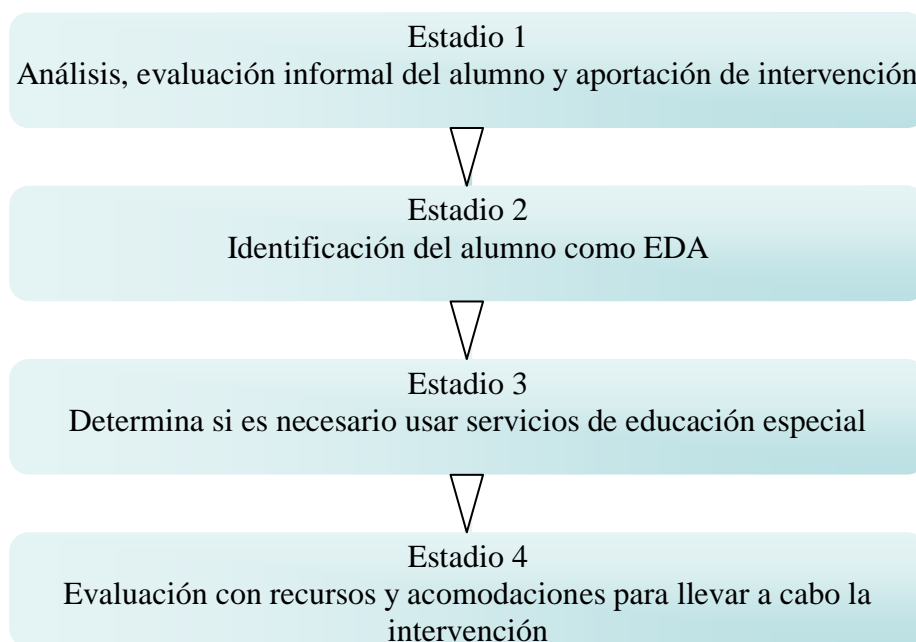 Estadio 1
Análisis, evaluación informal del alumno y aportación de intervención
Estadio 2
Identificación del alumno como EDA
Estadio 3
Determina si es necesario usar servicios de educación especial
Estadio 4
Evaluación con recursos y acomodaciones para llevar a cabo la
intervención